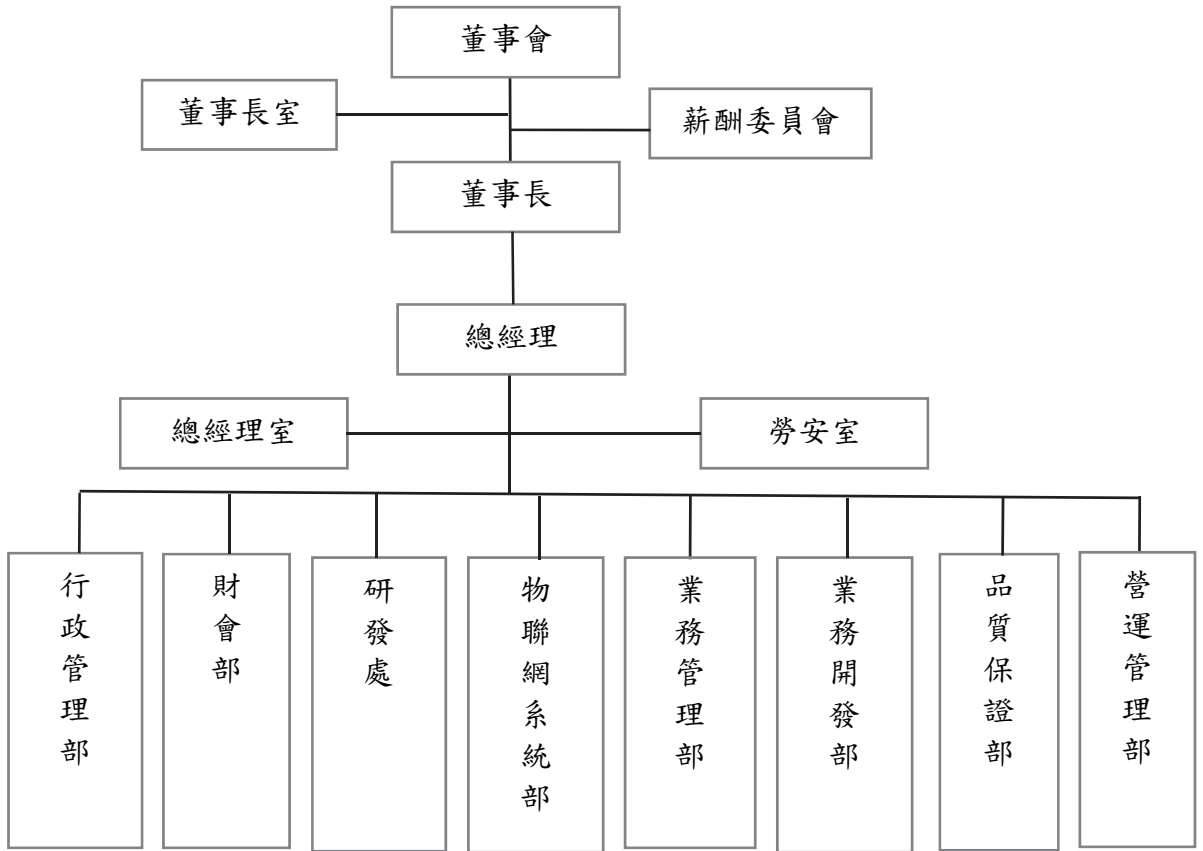 董事會
董事長室
薪酬委員會
董事長
總經理
總經理室
勞安室
行政管理部
財會部
研發處
物聯網系統部
業務管理部
業務開發部
品質保證部
營運管理部